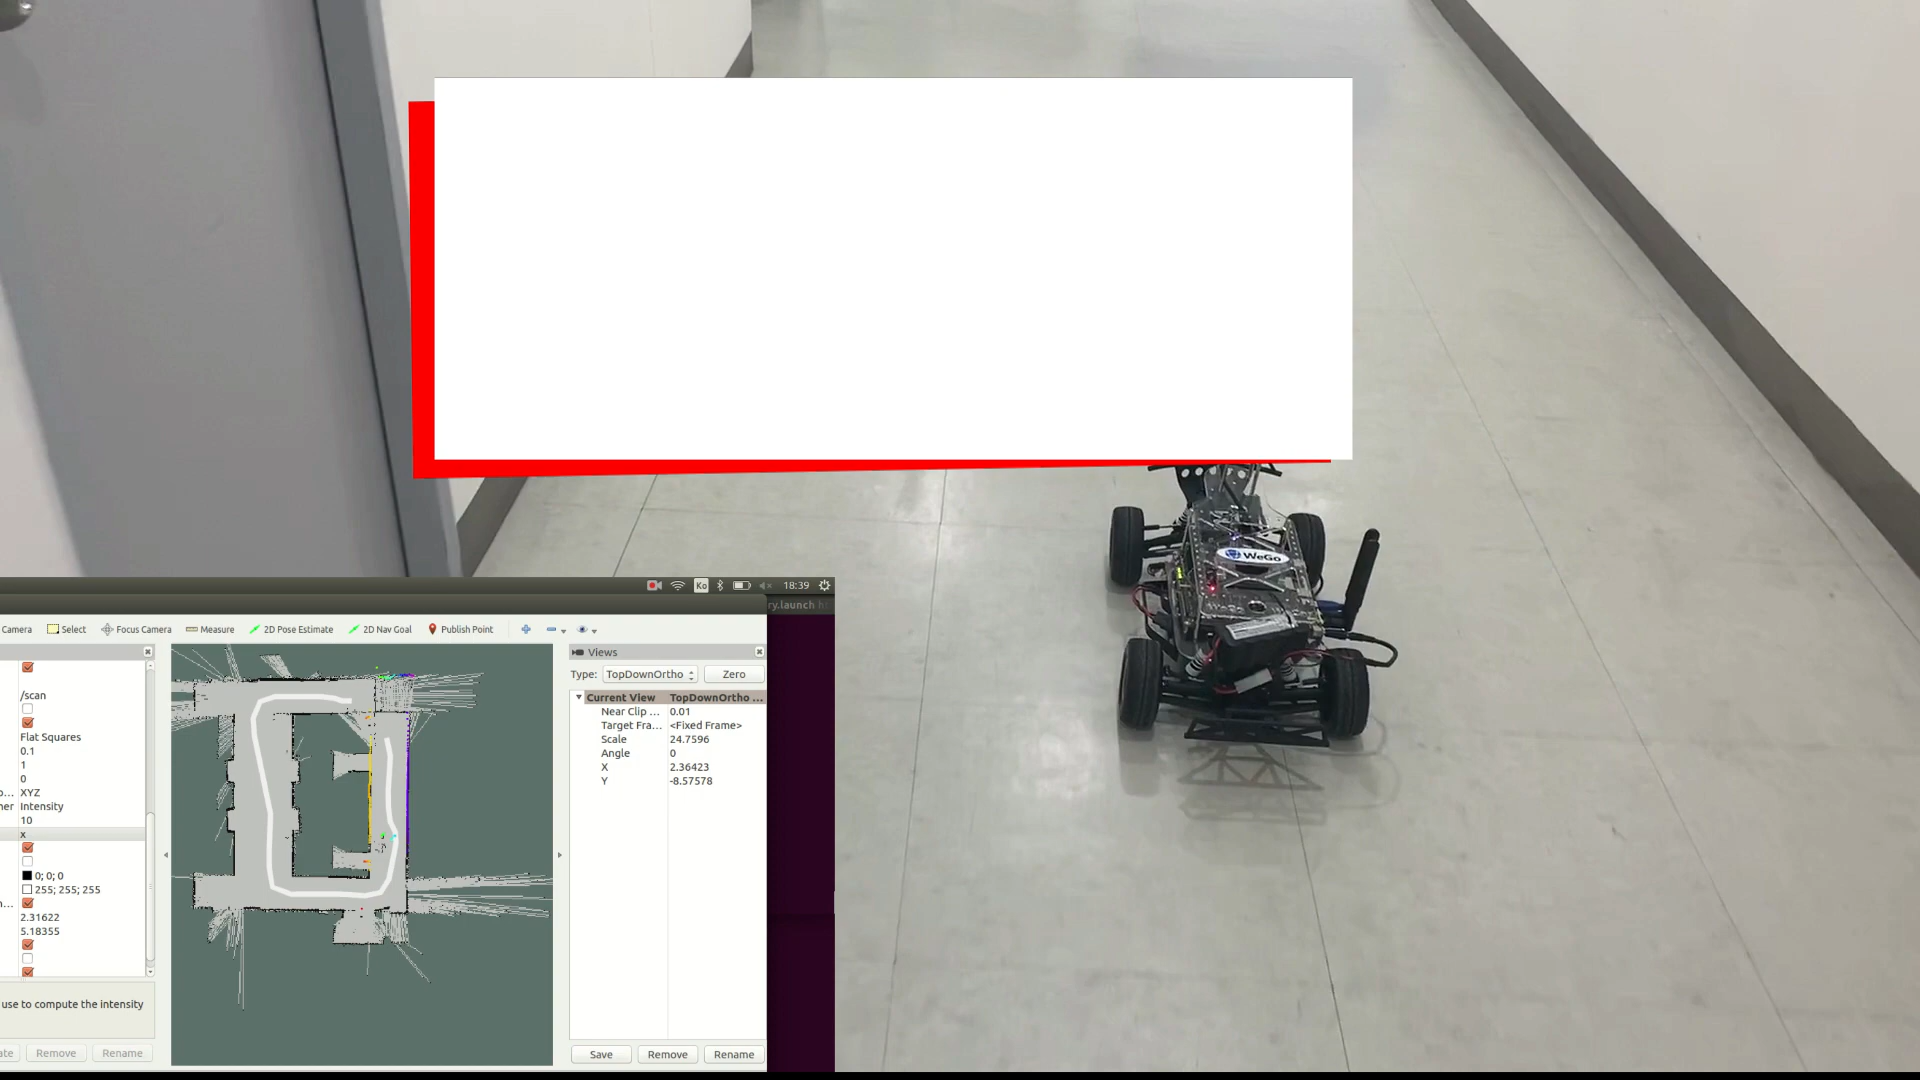 WeGo
Ko
18:39
ry.launch
Camera Select Focus Camera Measure 2D Pose Estimate 2D Nav Goal Publish Point
Views
Type: TopDownOrtho Zero
Current View TopDownOrtho ...
Near Clip ... 0.01
Target Fra... <Fixed Frame>
Scale 24.7596
Angle 0
X 2.36423
Y -8.57578
Save Remove Rename
/scan
Flat Squares
0.1
1
0
XYZ
Intensity
10
x
0; 0; 0
255; 255; 255
2.31622
5.18355
use to compute the intensity
Remove Rename